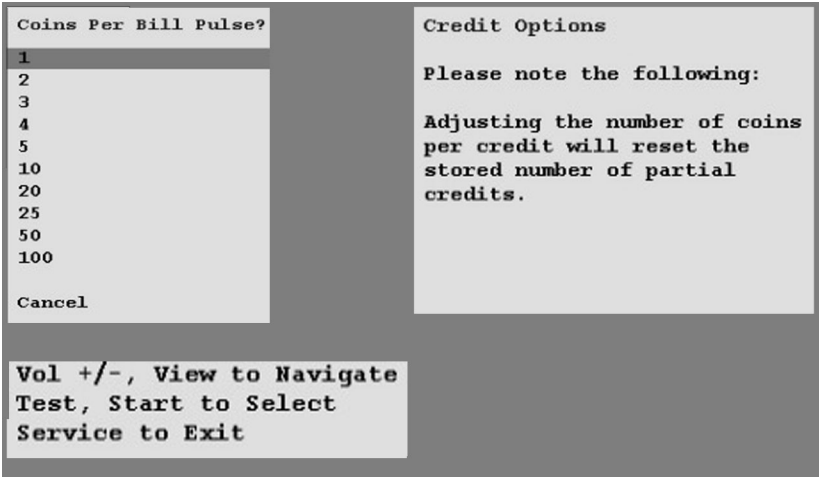 Coins Per Bill Pulse?
1
2
3
4
5
10
20
25
50
100
Cancel
Credit Options
Please note the following:
Adjusting the number of coins
per credit will reset the
stored number of partial
credits.
Vol +/-, View to Navigate
Test, Start to Select
Service to Exit